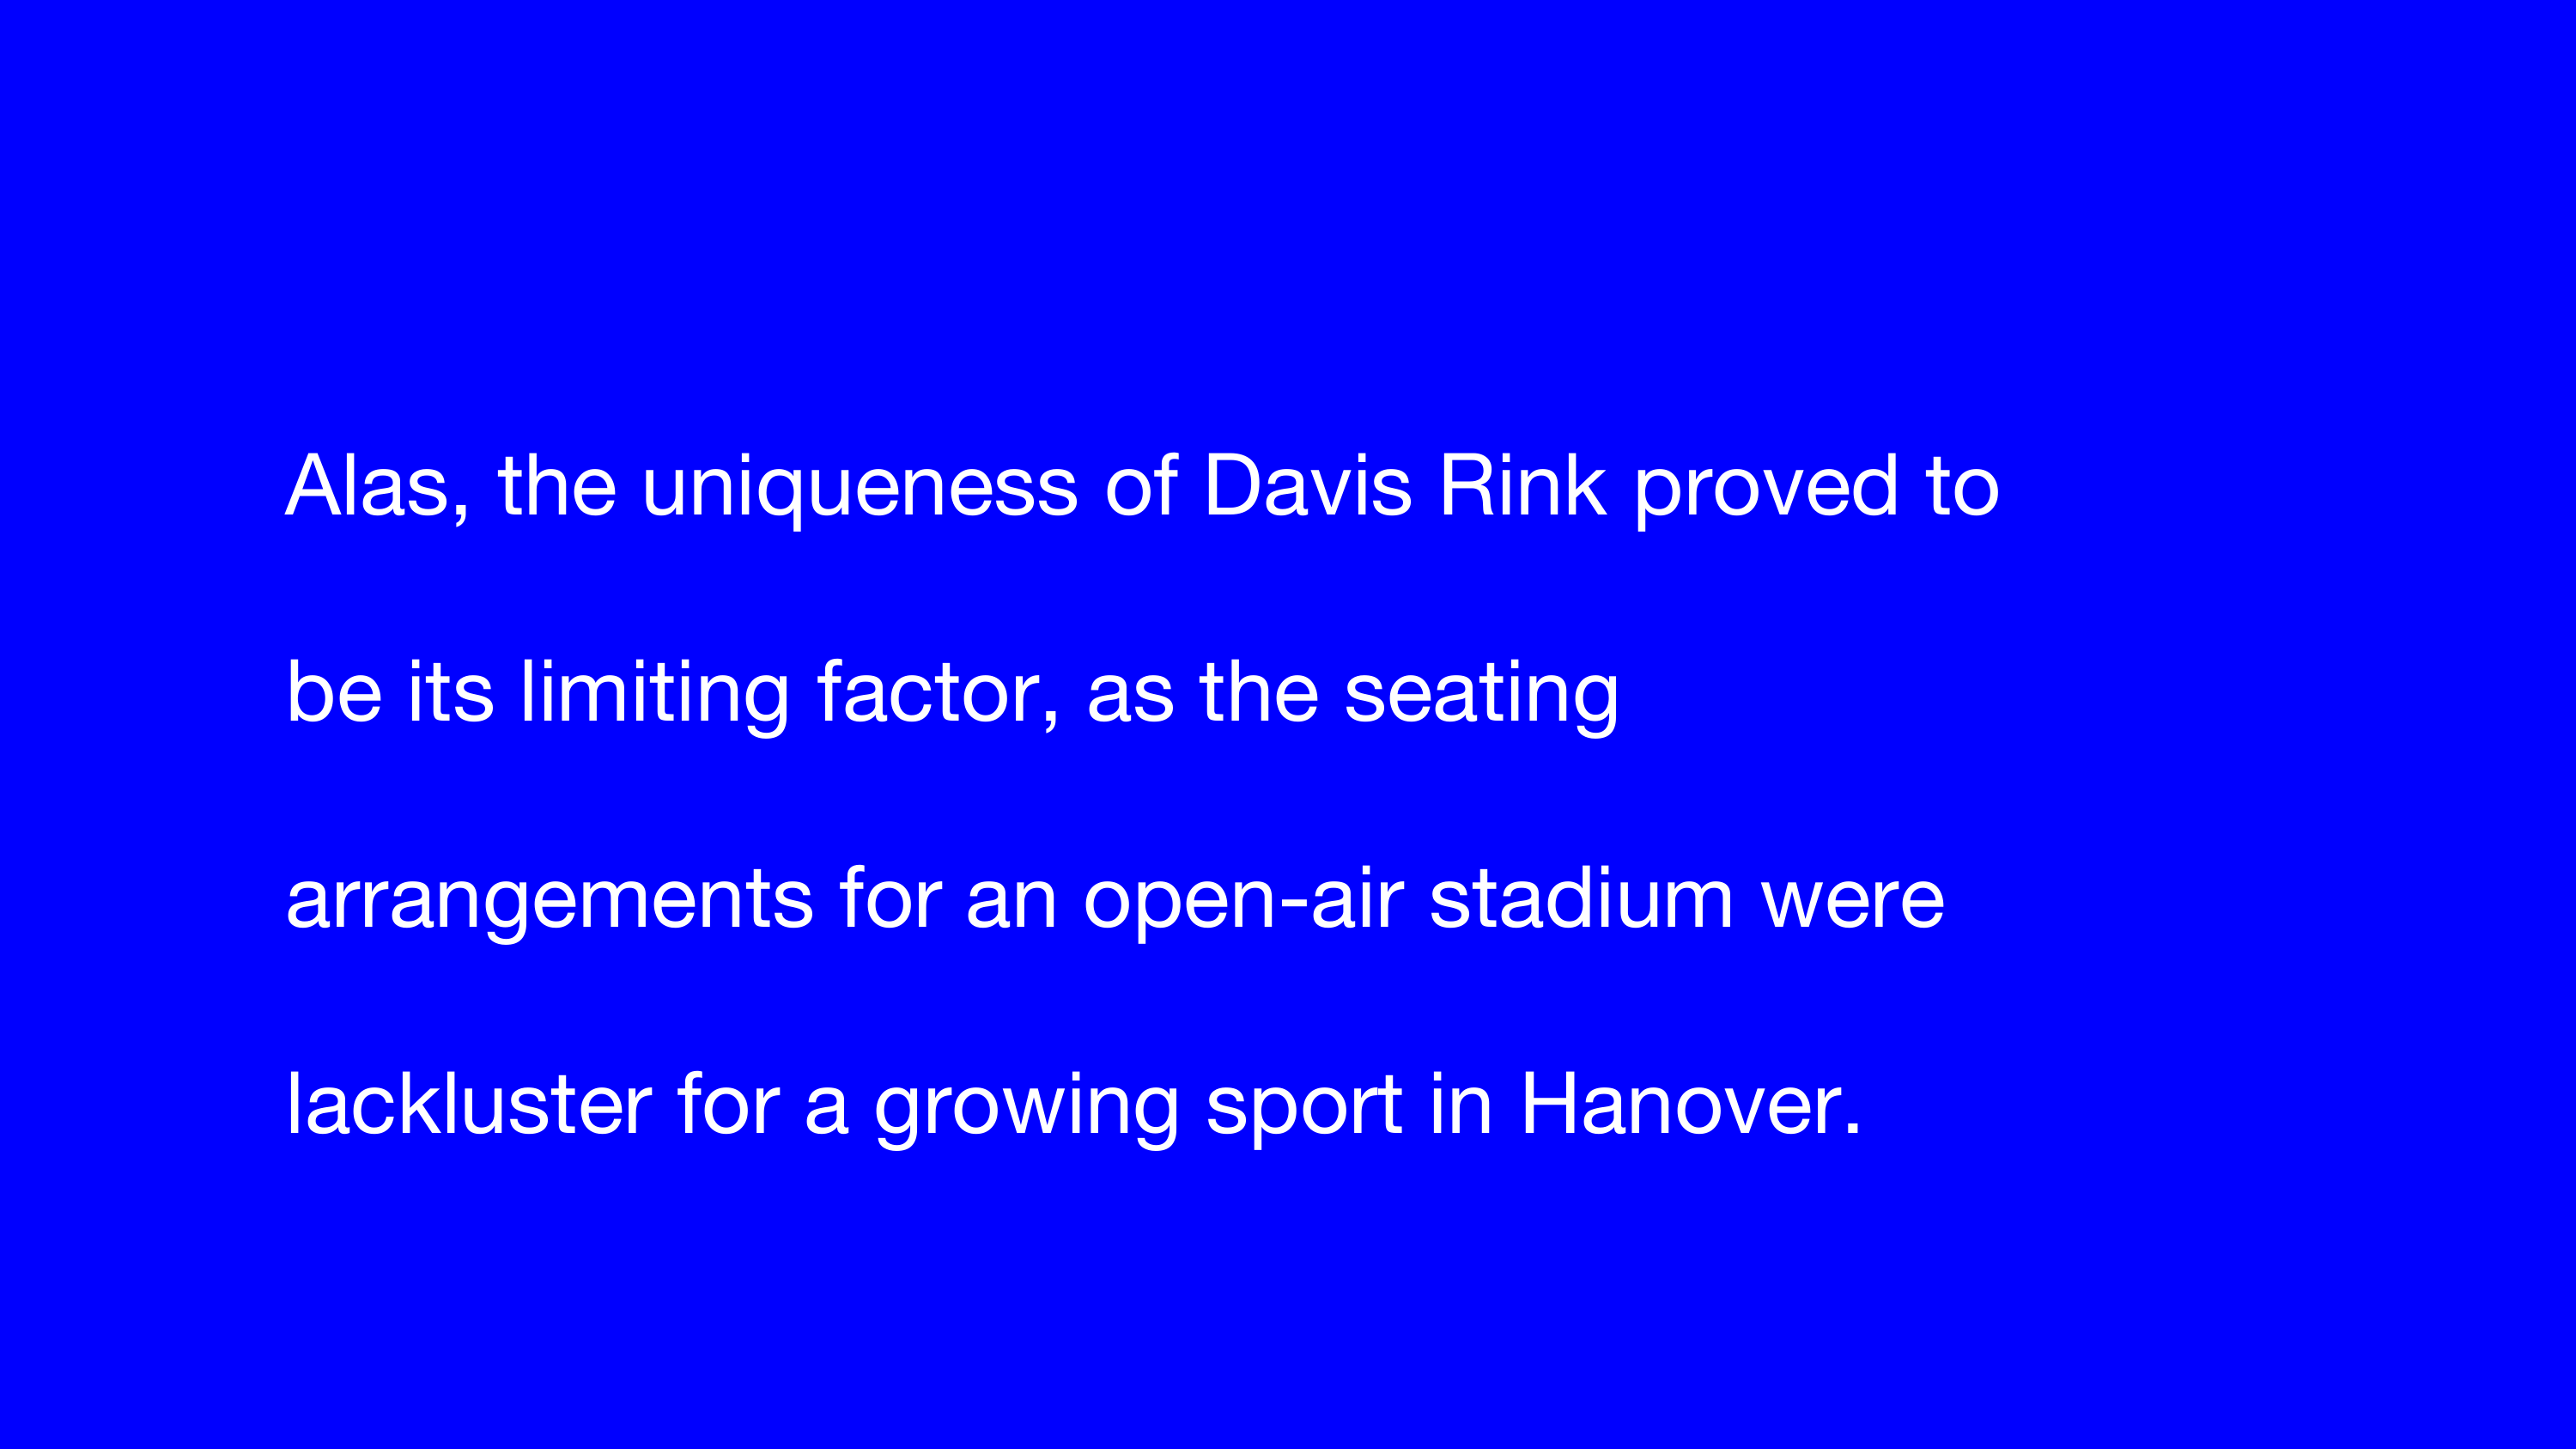 Alas, the uniqueness of Davis Rink proved to
be its limiting factor, as the seating
arrangements for an open-air stadium were
lackluster for a growing sport in Hanover.